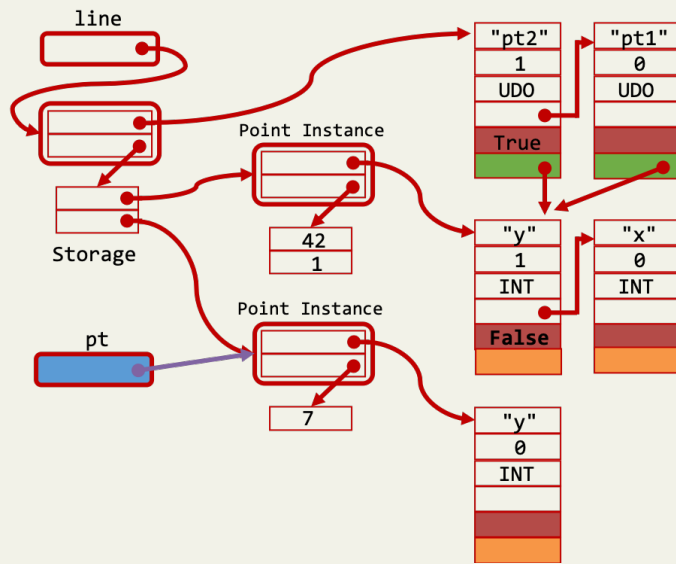 line
"pt2"
"pt1"
1
0
UDO
UDO
True
Point Instance
Storage
42
1
"y"
"x"
1
0
INT
INT
False
Point Instance
pt
7
"y"
0
INT